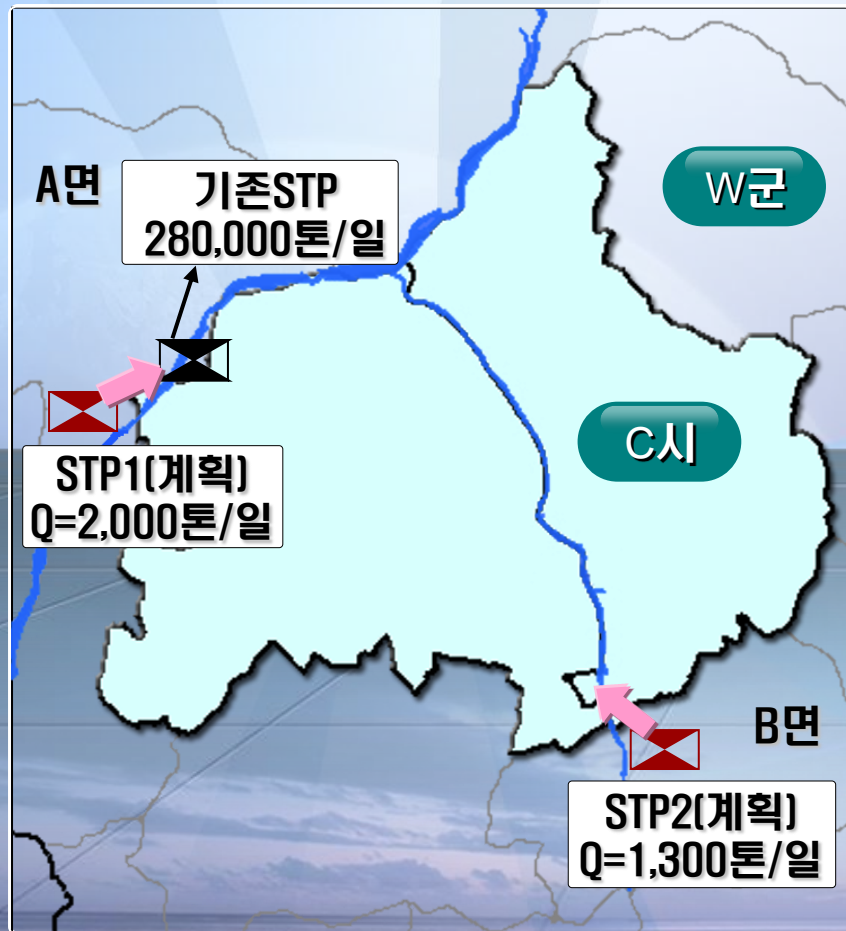 A면
기존STP
280,000톤/일
W군
C시
STP1(계획)
Q=2,000톤/일
B면
STP2(계획)
Q=1,300톤/일